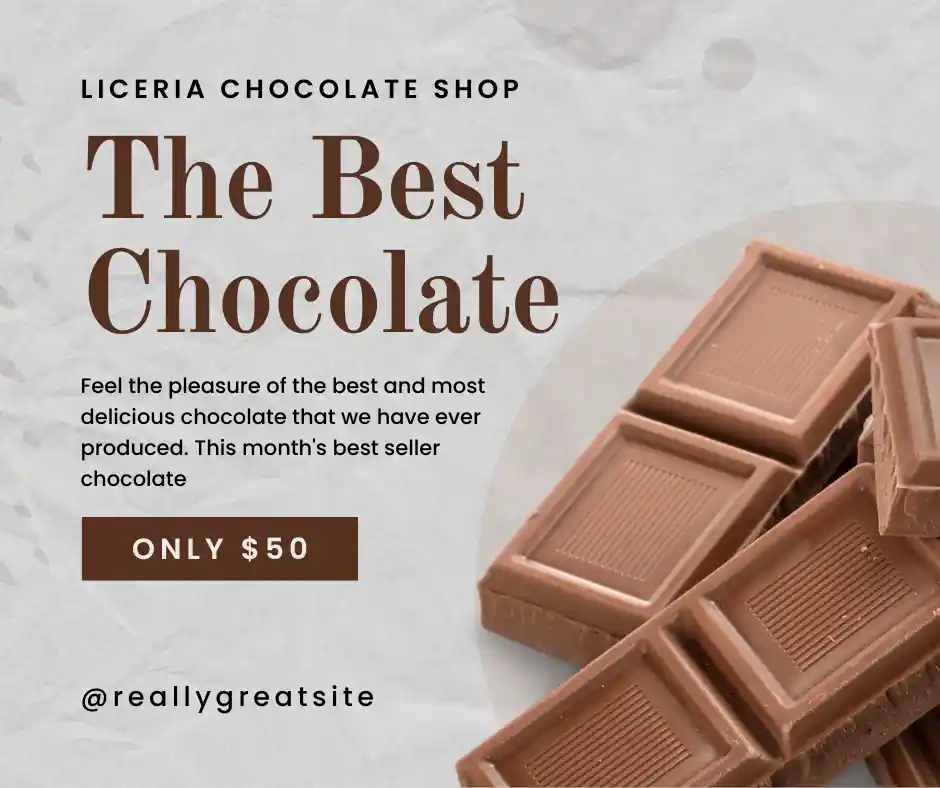 LICERIA CHOCOLATE SHOP
The Best
Chocolate
Feel the pleasure of the best and most
delicious chocolate that we have ever
produced. This month's best seller
chocolate
ONLY $50
@reallygreatsite